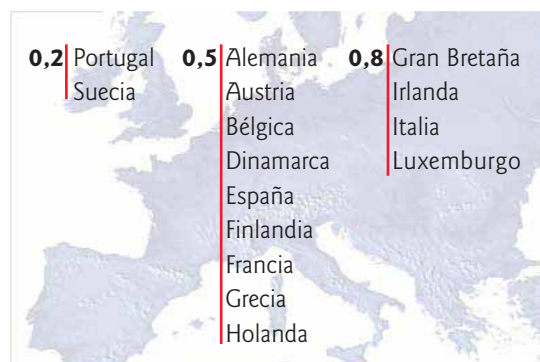 0,2 Portugal
Suecia
0,5 Alemania
Austria
Bélgica
Dinamarca
España
Finlandia
Francia
Grecia
Holanda
0,8 Gran Bretaña
Irlanda
Italia
Luxemburgo